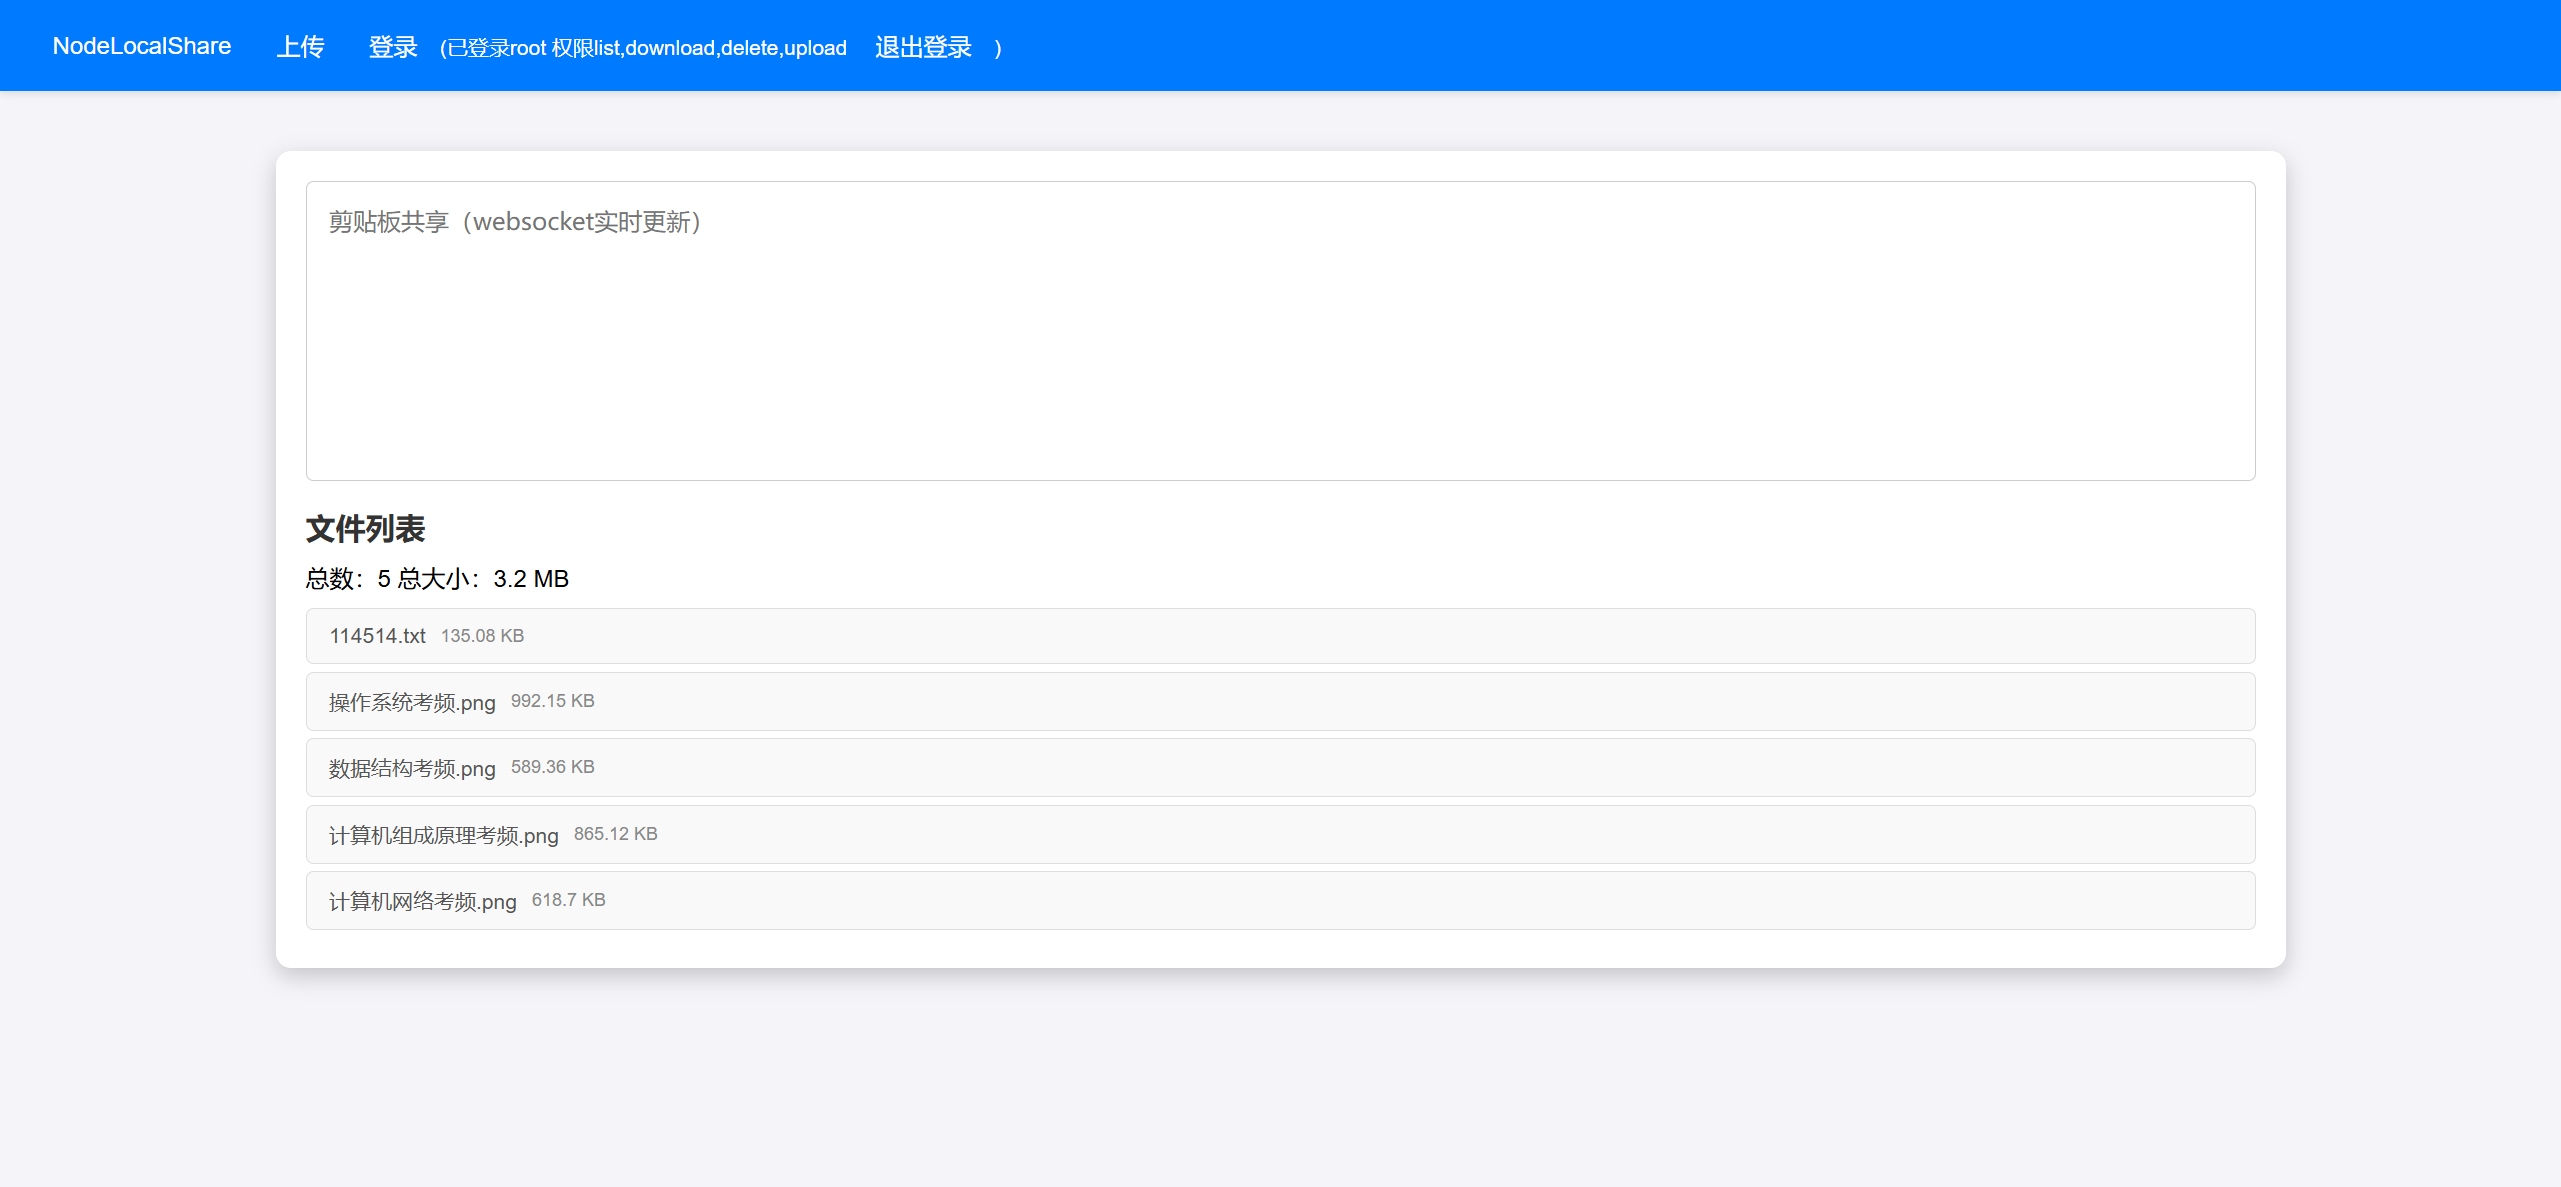 NodeLocalShare 上传 登录 (已登录root 权限list,download,delete,upload 退出登录 )
剪贴板共享（websocket实时更新）
文件列表
总数：5 总大小：3.2 MB
114514.txt 135.08 KB
操作系统考频.png 992.15 KB
数据结构考频.png 589.36 KB
计算机组成原理考频.png 865.12 KB
计算机网络考频.png 618.7 KB